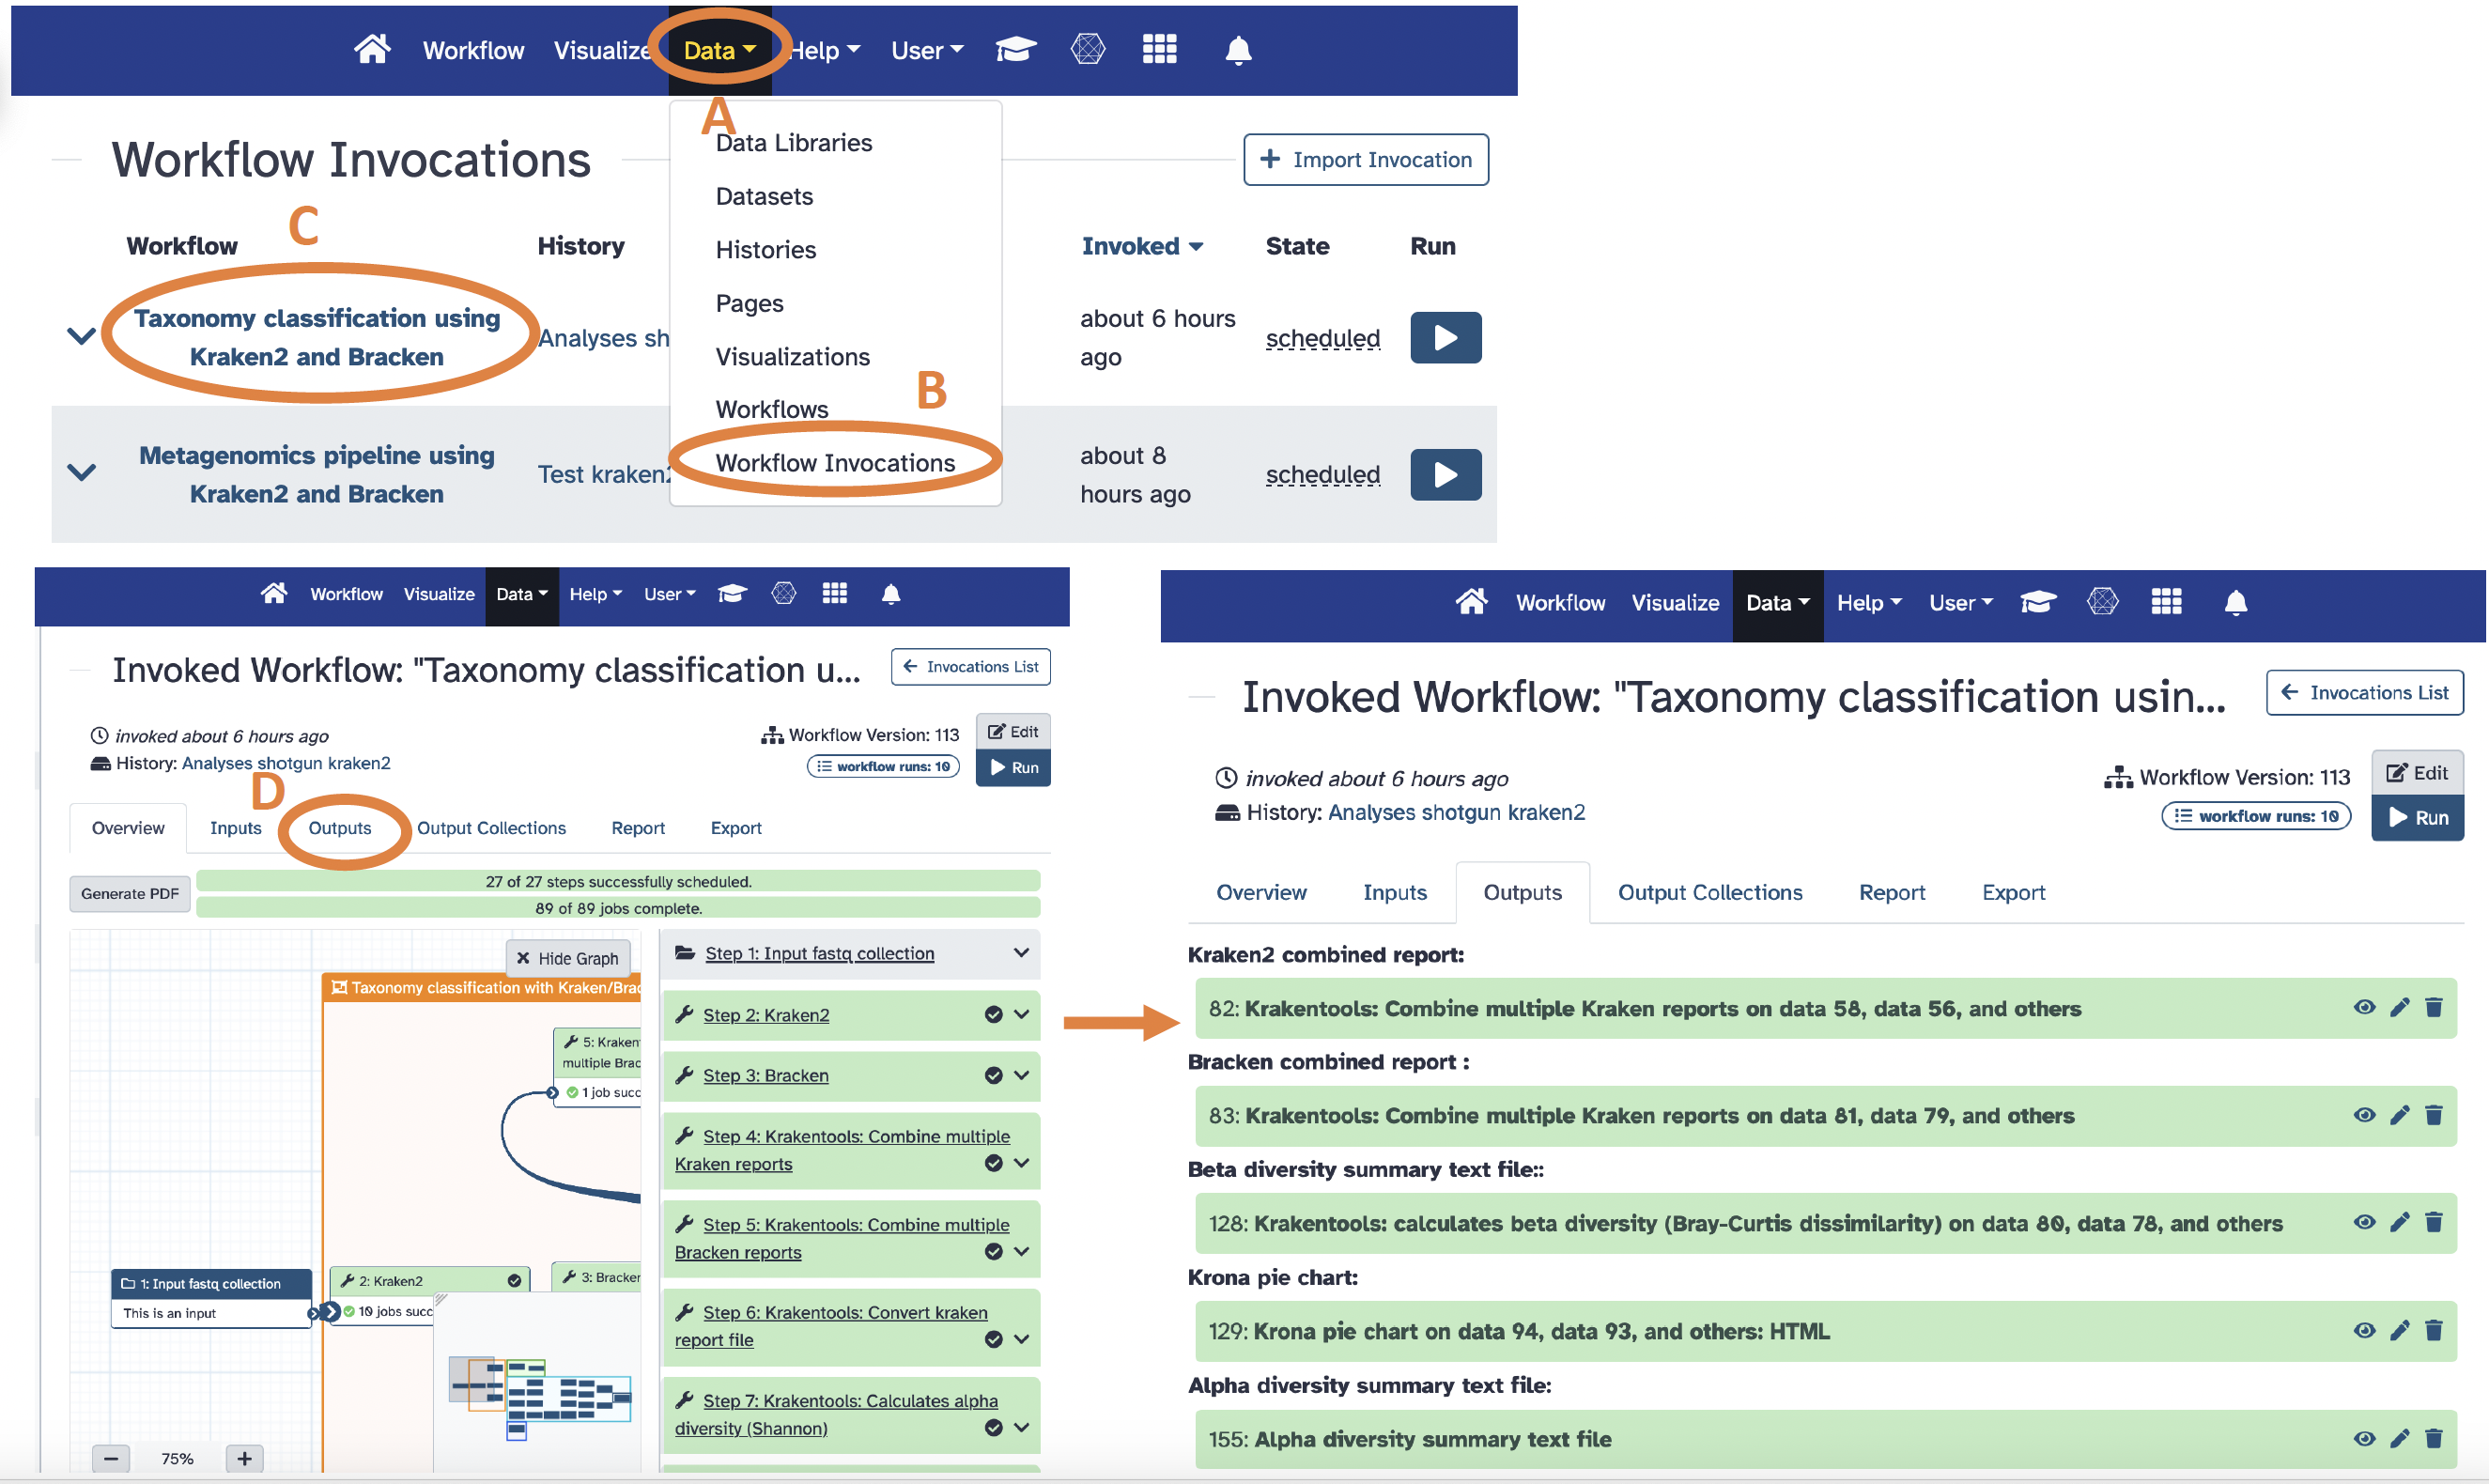 Workflow Visualize Data Help User
A
Data Libraries
Datasets
Histories
Pages
Visualizations
Workflows
B
Workflow Invocations
Workflow Invocations
+ Import Invocation
C
Workflow History Invoked State Run
Taxonomy classification using
Kraken2 and Bracken
Analyses sh
about 6 hours
ago
scheduled
Metagenomics pipeline using
Kraken2 and Bracken
Test kraken2
about 8
hours ago
scheduled
Workflow Visualize Data Help User
Invoked Workflow: "Taxonomy classification u...
Invocations List
invoked about 6 hours ago
History: Analyses shotgun kraken2
Workflow Version: 113
workflow runs: 10
Edit
Run
D
Overview Inputs Outputs Output Collections Report Export
Generate PDF
27 of 27 steps successfully scheduled.
89 of 89 jobs complete.
Hide Graph
Taxonomy classification with Kraken/Brac
5: Kraken
multiple Brac
1 job succ
1: Input fastq collection
This is an input
2: Kraken2
10 jobs succ
3: Bracken
75%
Step 1: Input fastq collection
Step 2: Kraken2
Step 3: Bracken
Step 4: Krakentools: Combine multiple
Kraken reports
Step 5: Krakentools: Combine multiple
Bracken reports
Step 6: Krakentools: Convert kraken
report file
Step 7: Krakentools: Calculates alpha
diversity (Shannon)
Workflow Visualize Data Help User
Invoked Workflow: "Taxonomy classification usin...
Invocations List
invoked about 6 hours ago
History: Analyses shotgun kraken2
Workflow Version: 113
workflow runs: 10
Edit
Run
Overview Inputs Outputs Output Collections Report Export
Kraken2 combined report:
82: Krakentools: Combine multiple Kraken reports on data 58, data 56, and others
Bracken combined report :
83: Krakentools: Combine multiple Kraken reports on data 81, data 79, and others
Beta diversity summary text file::
128: Krakentools: calculates beta diversity (Bray-Curtis dissimilarity) on data 80, data 78, and others
Krona pie chart:
129: Krona pie chart on data 94, data 93, and others: HTML
Alpha diversity summary text file:
155: Alpha diversity summary text file